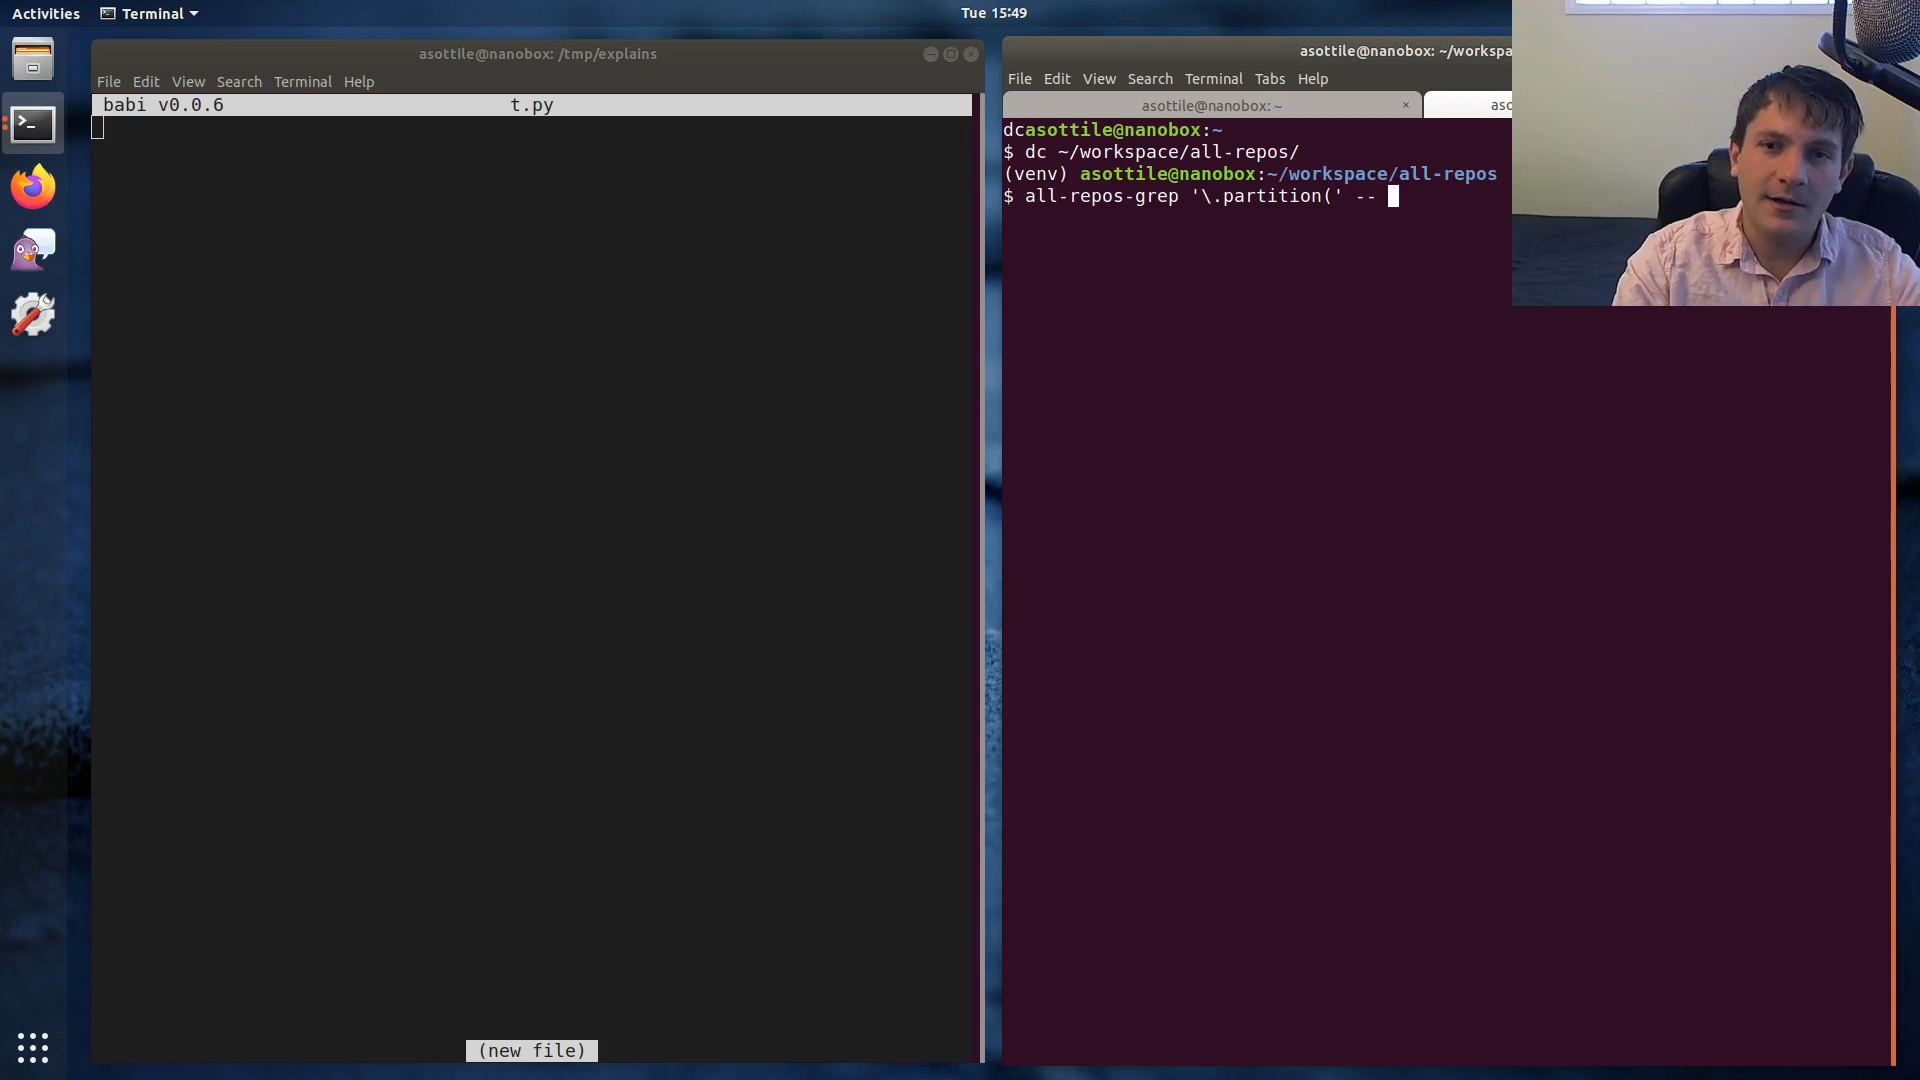 Activities Terminal Tue 15:49
asottile@nanobox: /tmp/explains
File Edit View Search Terminal Help
babi v0.0.6 t.py
(new file)
asottile@nanobox: ~/workspa
File Edit View Search Terminal Tabs Help
asottile@nanobox: ~ × aso
dcasottile@nanobox:~
$ dc ~/workspace/all-repos/
(venv) asottile@nanobox:~/workspace/all-repos
$ all-repos-grep '\.partition(' --